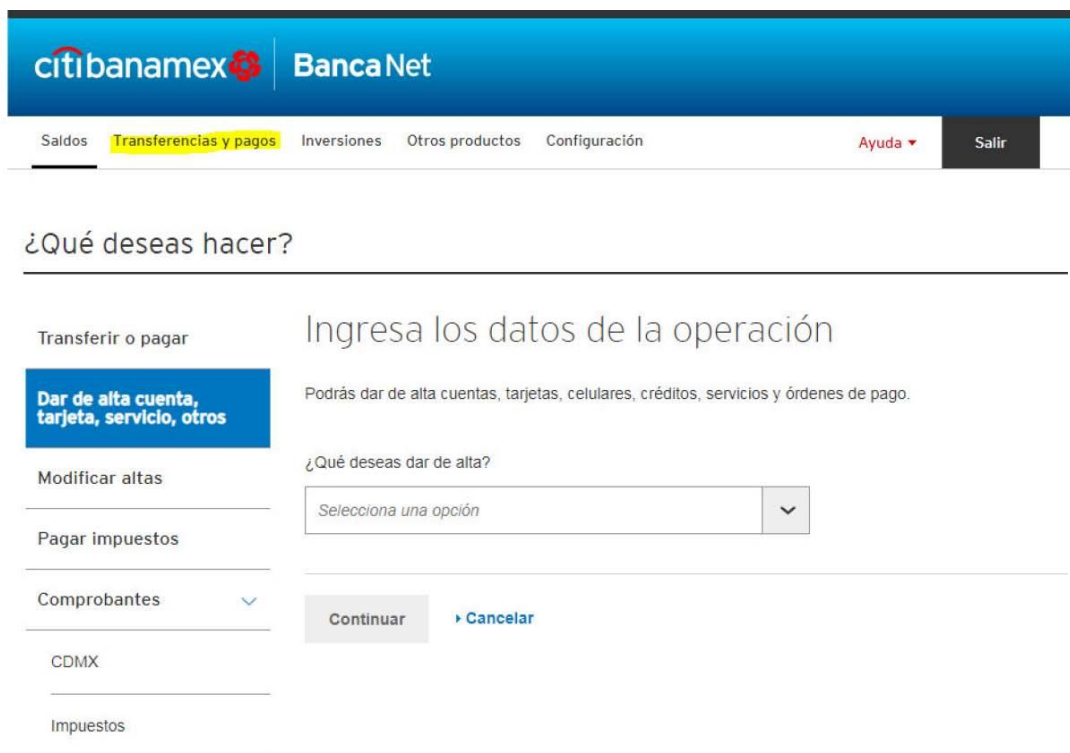 citibanamex BancaNet
Saldos Transferencias y pagos Inversiones Otros productos Configuración Ayuda Salir
¿Qué deseas hacer?
Transferir o pagar
Dar de alta cuenta,
tarjeta, servicio, otros
Modificar altas
Pagar impuestos
Comprobantes
CDMX
Impuestos
Ingresa los datos de la operación
Podrás dar de alta cuentas, tarjetas, celulares, créditos, servicios y órdenes de pago.
¿Qué deseas dar de alta?
Selecciona una opción
Continuar Cancelar